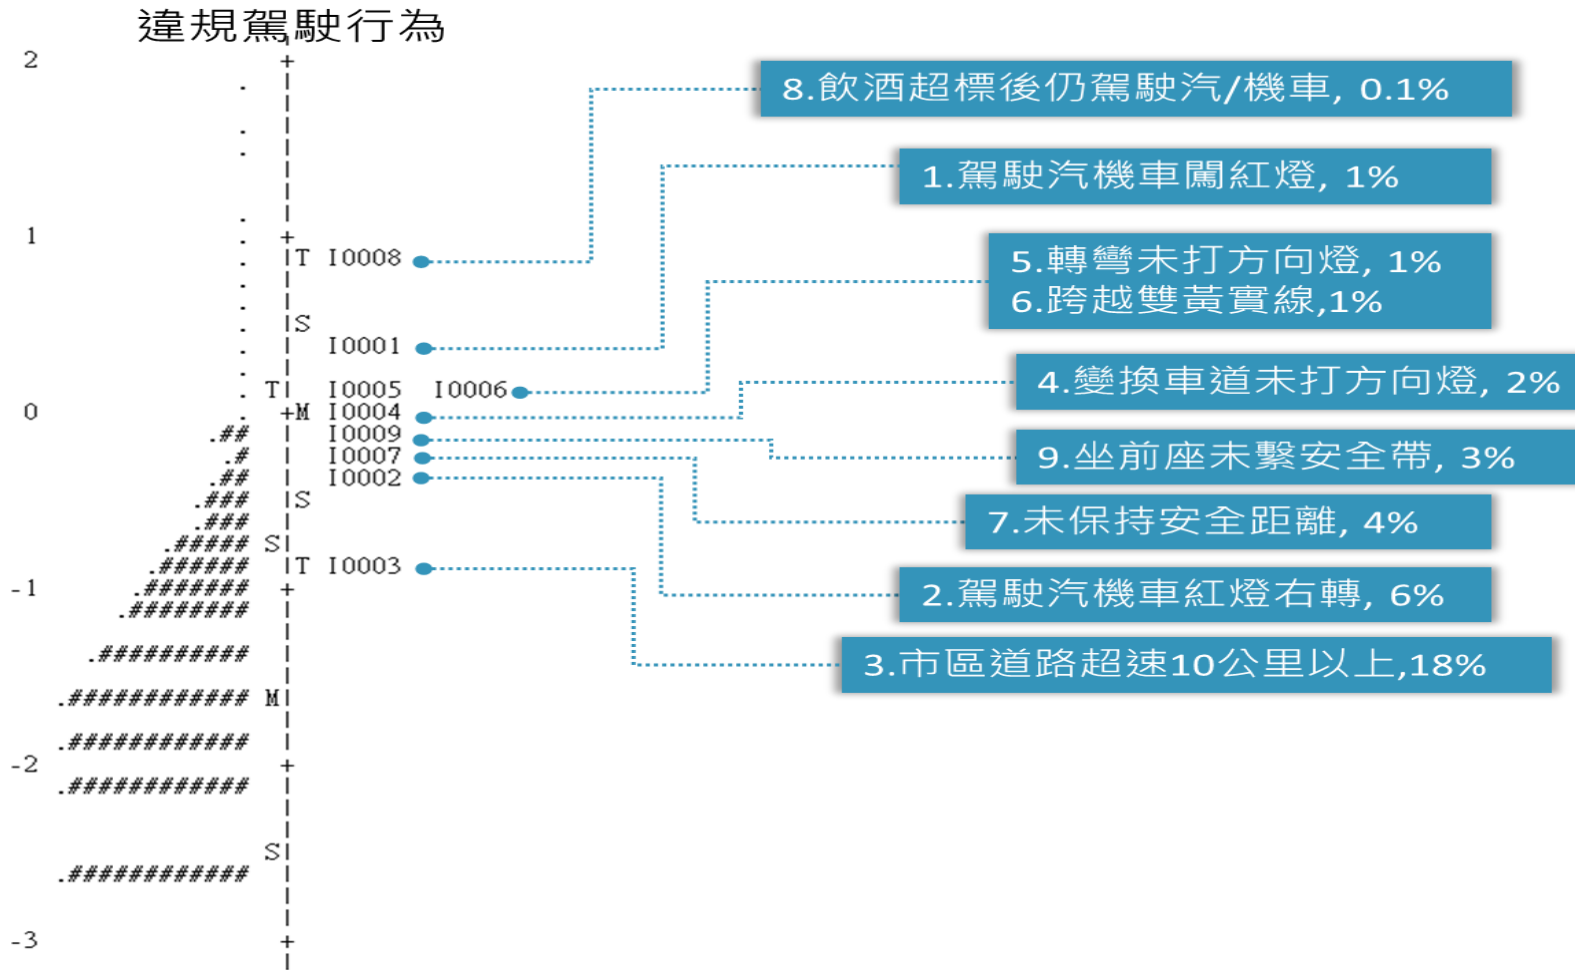 違規駕駛行為
2 +
|
. |
|
. |
. |
|
|
. |
1 . +
. |T I0008
. |
. |
. |S
. | I0001
. |
. T| I0005 I0006
0 . +M I0004
.## | I0009
.# | I0007
.## | I0002
.### |S
.### |
.##### S|
.###### |T I0003
-1 .####### +
.######## |
|
.########## |
|
.############ M|
|
.############ |
-2 +
.############ |
|
|
S|
.############ |
|
|
-3 +
8.飲酒超標後仍駕駛汽/機車, 0.1%
1.駕駛汽機車闖紅燈, 1%
5.轉彎未打方向燈, 1%
6.跨越雙黃實線,1%
4.變換車道未打方向燈, 2%
9.坐前座未繫安全帶, 3%
7.未保持安全距離, 4%
2.駕駛汽機車紅燈右轉, 6%
3.市區道路超速10公里以上,18%